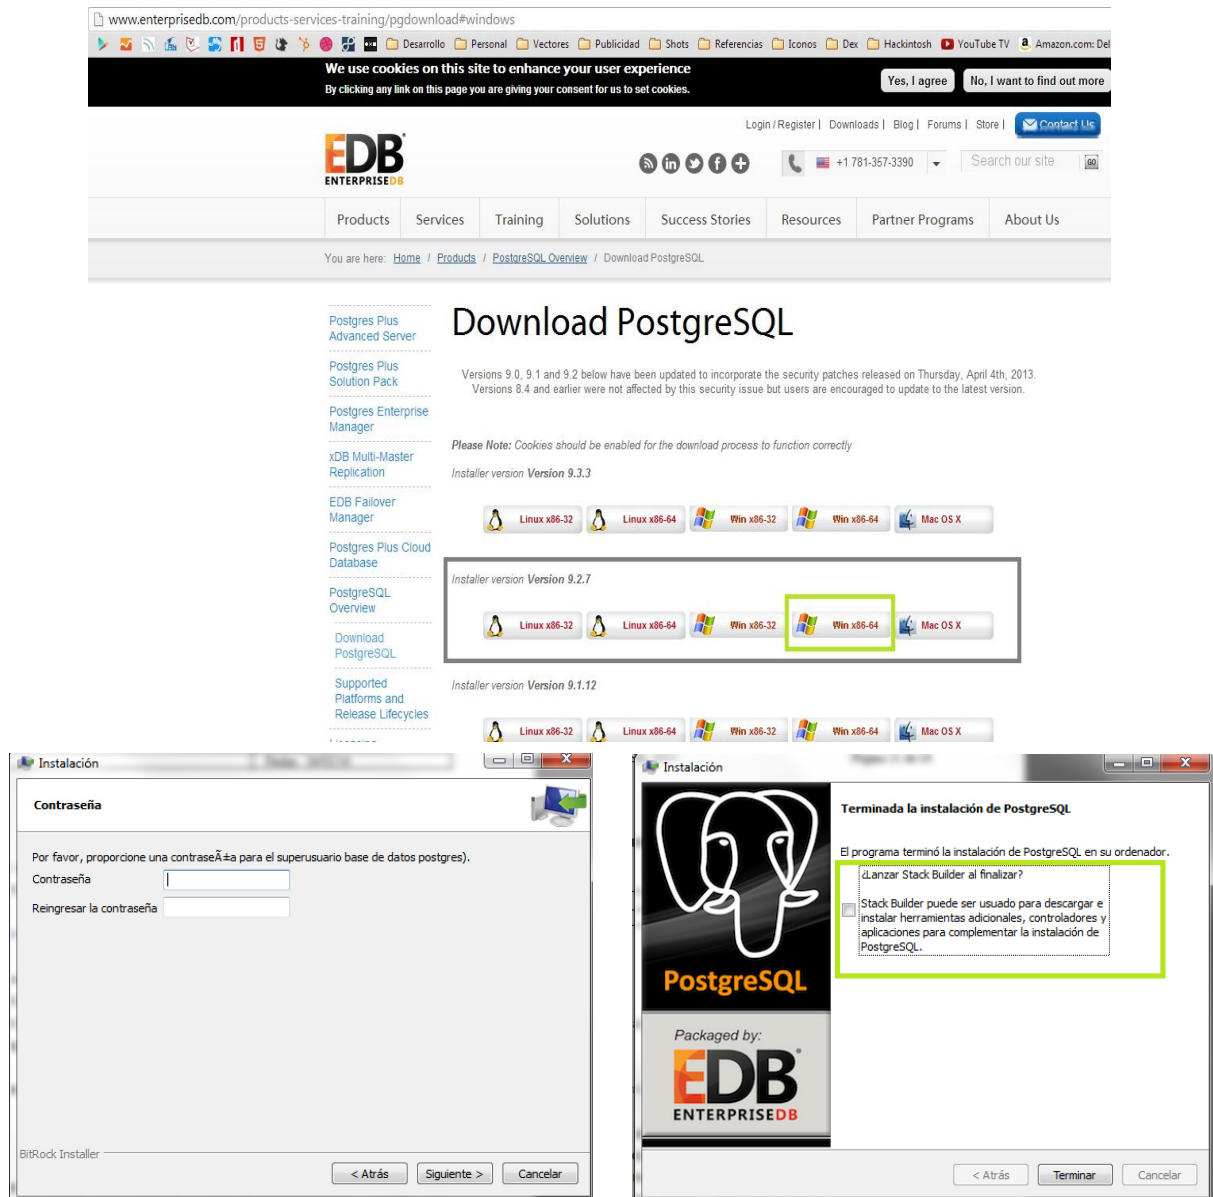 www.enterprisedb.com/products-services-training/pgdownload#windows
Desarrollo Personal Vectores Publicidad Shots Referencias Iconos Dex Hackintosh YouTube TV Amazon.com: Del
We use cookies on this site to enhance your user experience
By clicking any link on this page you are giving your consent for us to set cookies.
Yes, I agree No, I want to find out more
Login / Register | Downloads | Blog | Forums | Store | Contact Us
EDB
ENTERPRISEDB
+1 781-357-3390 Search our site GO
Products Services Training Solutions Success Stories Resources Partner Programs About Us
You are here: Home / Products / PostgreSQL Overview / Download PostgreSQL
Postgres Plus
Advanced Server
Postgres Plus
Solution Pack
Postgres Enterprise
Manager
xDB Multi-Master
Replication
EDB Failover
Manager
Postgres Plus Cloud
Database
PostgreSQL
Overview
Download
PostgreSQL
Supported
Platforms and
Release Lifecycles
Download PostgreSQL
Versions 9.0, 9.1 and 9.2 below have been updated to incorporate the security patches released on Thursday, April 4th, 2013.
Versions 8.4 and earlier were not affected by this security issue but users are encouraged to update to the latest version.
Please Note: Cookies should be enabled for the download process to function correctly
Installer version Version 9.3.3
Linux x86-32 Linux x86-64 Win x86-32 Win x86-64 Mac OS X
Installer version Version 9.2.7
Linux x86-32 Linux x86-64 Win x86-32 Win x86-64 Mac OS X
Installer version Version 9.1.12
Linux x86-32 Linux x86-64 Win x86-32 Win x86-64 Mac OS X
Instalación
Contraseña
Por favor, proporcione una contraseÃ±a para el superusuario base de datos postgres).
Contraseña
Reingresar la contraseña
BitRock Installer
< Atrás Siguiente > Cancelar
Instalación
PostgreSQL
Packaged by:
EDB
ENTERPRISEDB
Terminada la instalación de PostgreSQL
El programa terminó la instalación de PostgreSQL en su ordenador.
¿Lanzar Stack Builder al finalizar?
Stack Builder puede ser usado para descargar e
instalar herramientas adicionales, controladores y
aplicaciones para complementar la instalación de
PostgreSQL.
< Atrás Terminar Cancelar